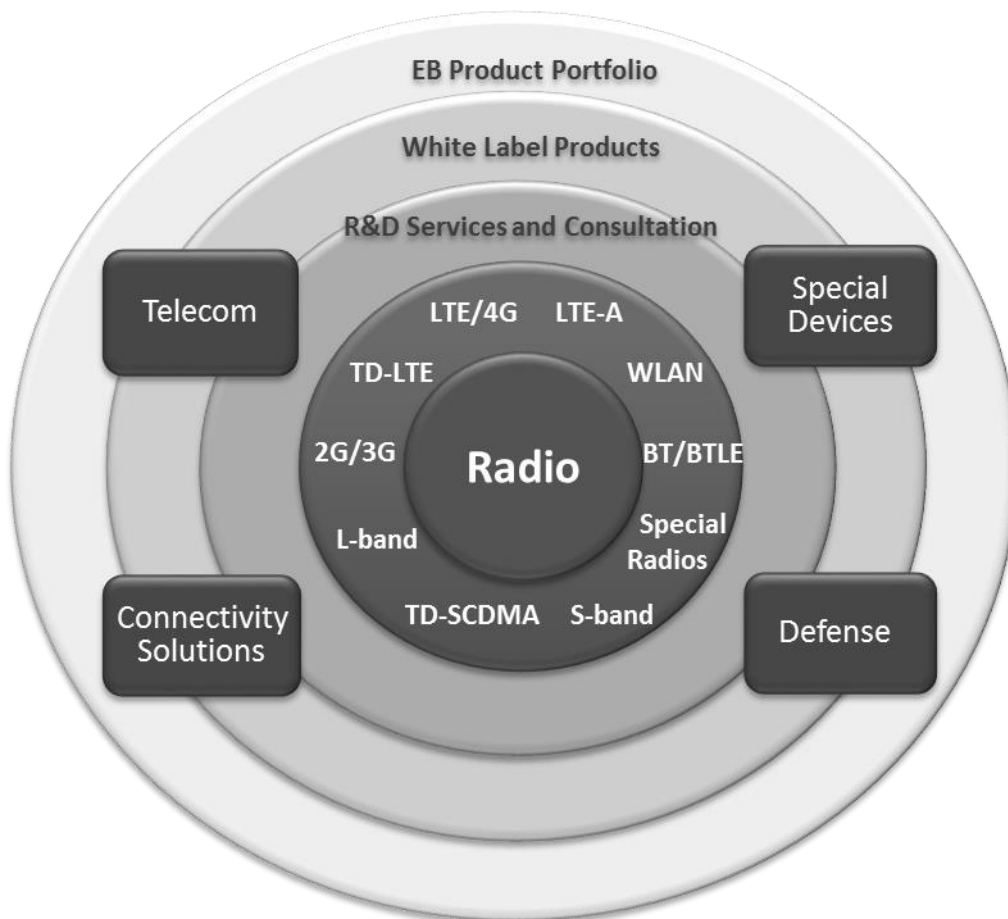 EB Product Portfolio
White Label Products
R&D Services and Consultation
Telecom
Special
Devices
LTE/4G
LTE-A
TD-LTE
WLAN
2G/3G
Radio
BT/BTLE
L-band
Special
Radios
TD-SCDMA
S-band
Connectivity
Solutions
Defense